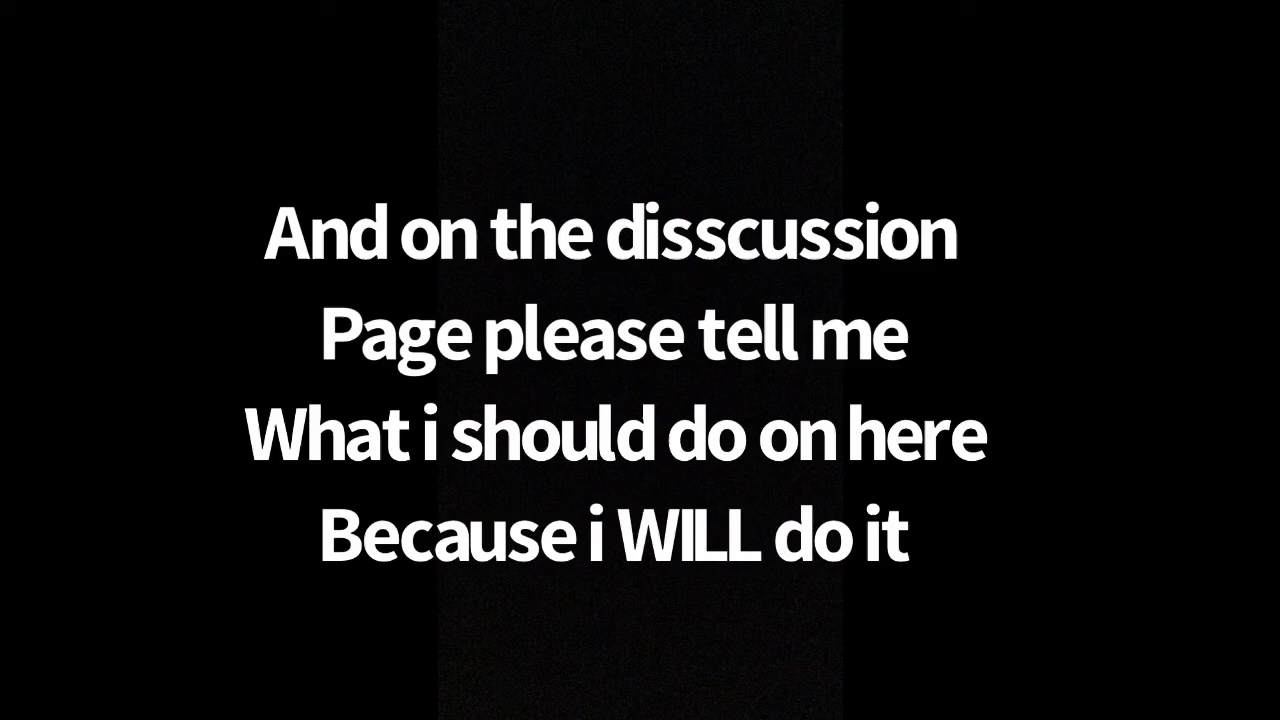 And on the disscussion
Page please tell me
What i should do on here
Because i WILL do it